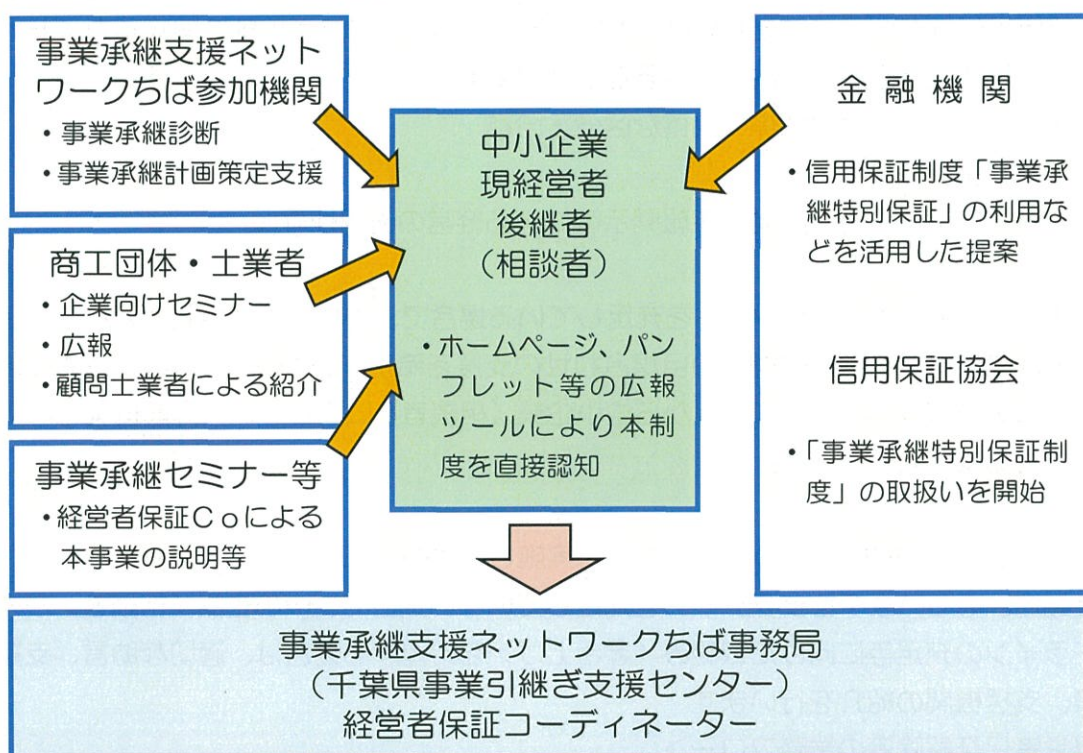 事業承継支援ネット
ワークちば参加機関
・事業承継診断
・事業承継計画策定支援
商工団体・士業者
・企業向けセミナー
・広報
・顧問士業者による紹介
事業承継セミナー等
・経営者保証Ｃｏによる
本事業の説明等
中小企業
現経営者
後継者
（相談者）
・ホームページ、パン
フレット等の広報
ツールにより本制
度を直接認知
金融機関
・信用保証制度「事業承
継特別保証」の利用な
どを活用した提案
信用保証協会
・「事業承継特別保証制
度」の取扱いを開始
事業承継支援ネットワークちば事務局
（千葉県事業引継ぎ支援センター）
経営者保証コーディネーター